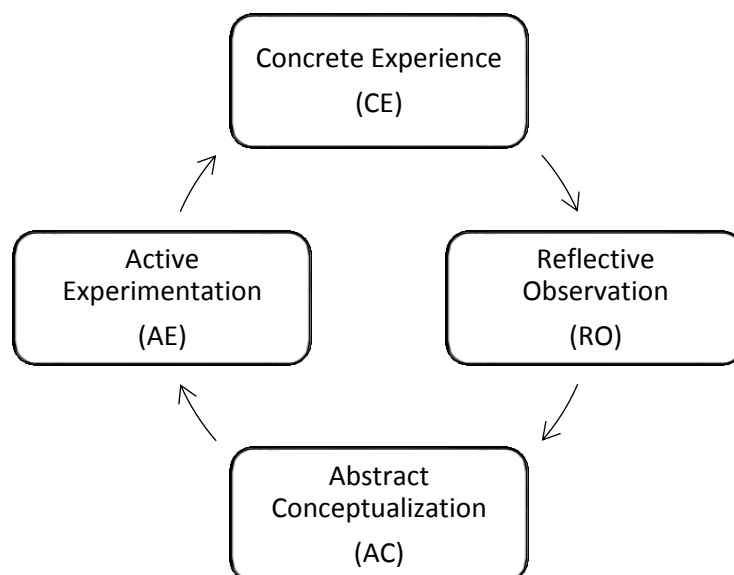 Concrete Experience
(CE)
Reflective
Observation
(RO)
Abstract
Conceptualization
(AC)
Active
Experimentation
(AE)